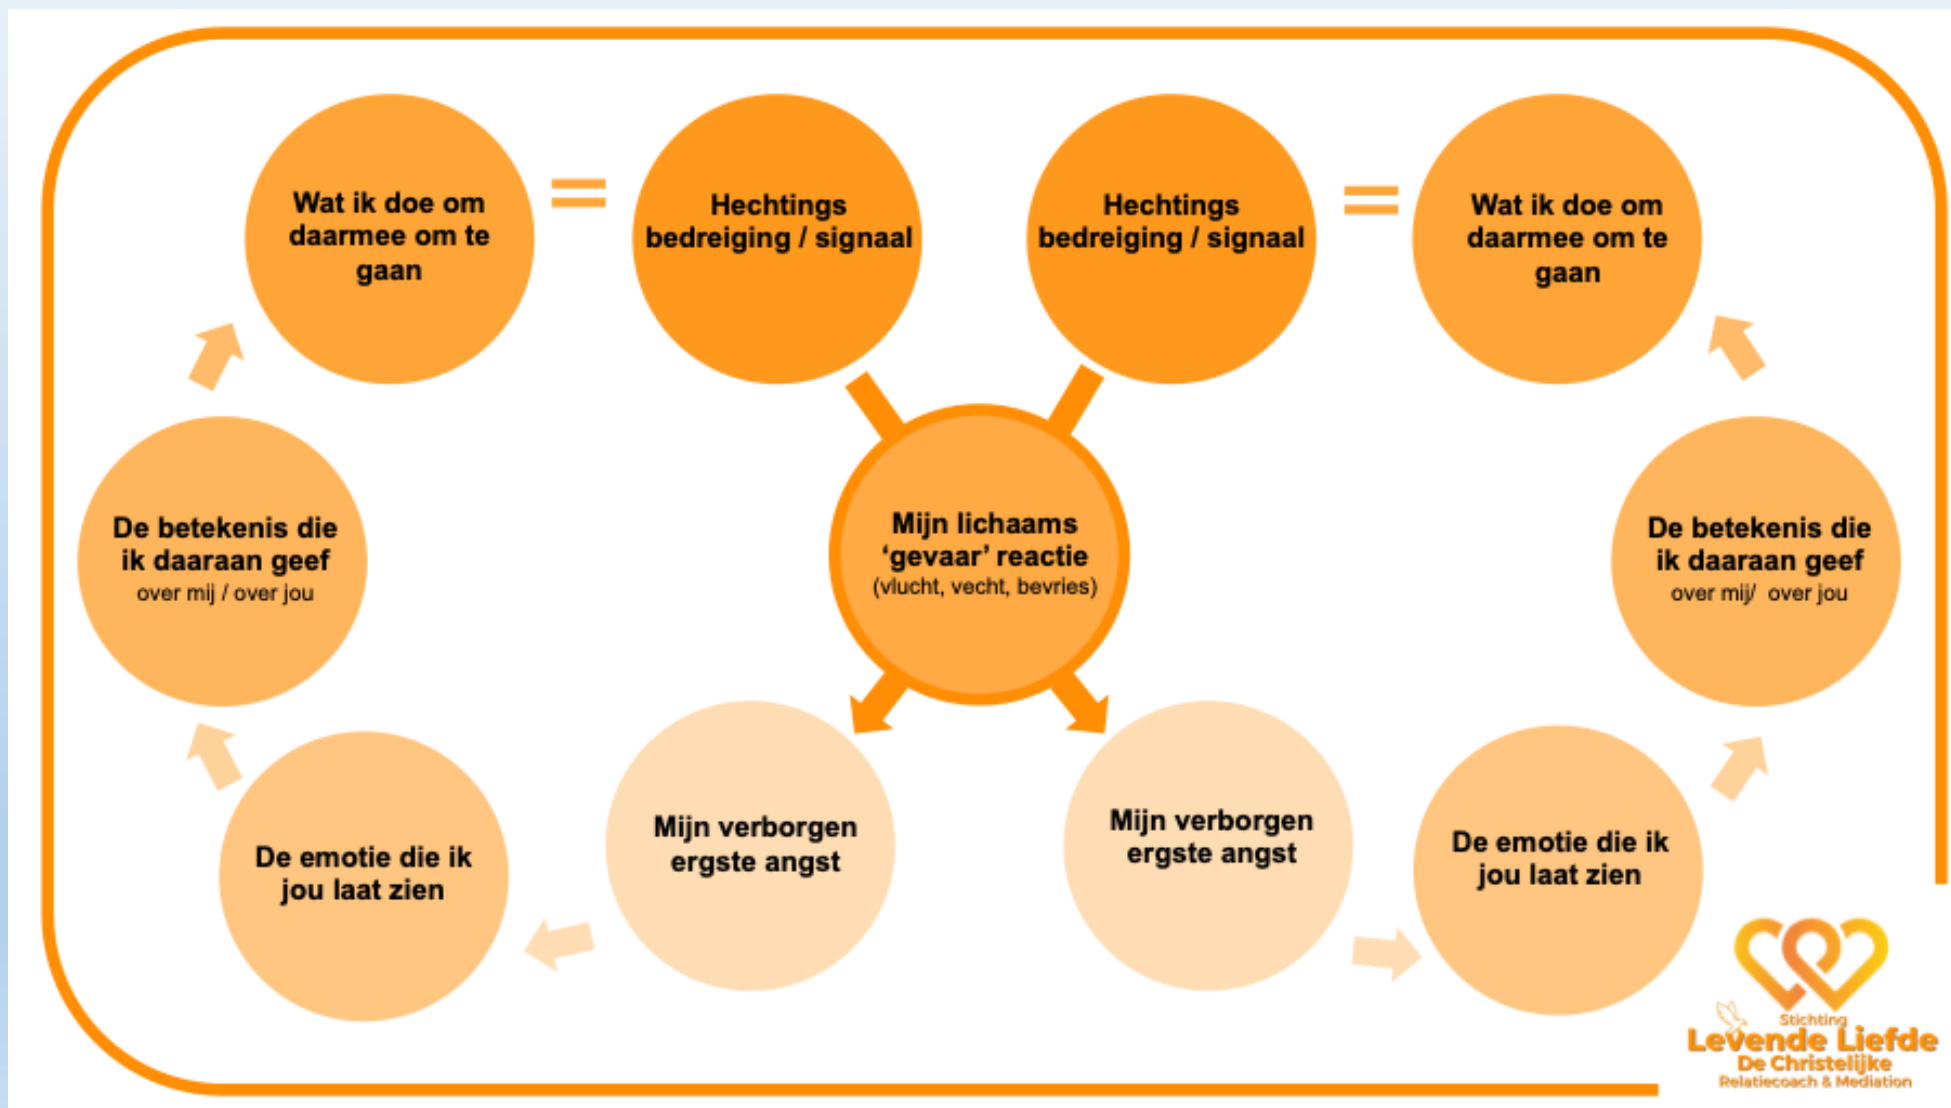 Wat ik doe om
daarmee om te
gaan
=
Hechtings
bedreiging / signaal
Hechtings
bedreiging / signaal
=
Wat ik doe om
daarmee om te
gaan
De betekenis die
ik daaraan geef
over mij / over jou
Mijn lichaams
‘gevaar’ reactie
(vlucht, vecht, bevries)
De betekenis die
ik daaraan geef
over mij/ over jou
De emotie die ik
jou laat zien
Mijn verborgen
ergste angst
Mijn verborgen
ergste angst
De emotie die ik
jou laat zien
Stichting
Levende Liefde
De Christelijke
Relatiecoach & Mediation